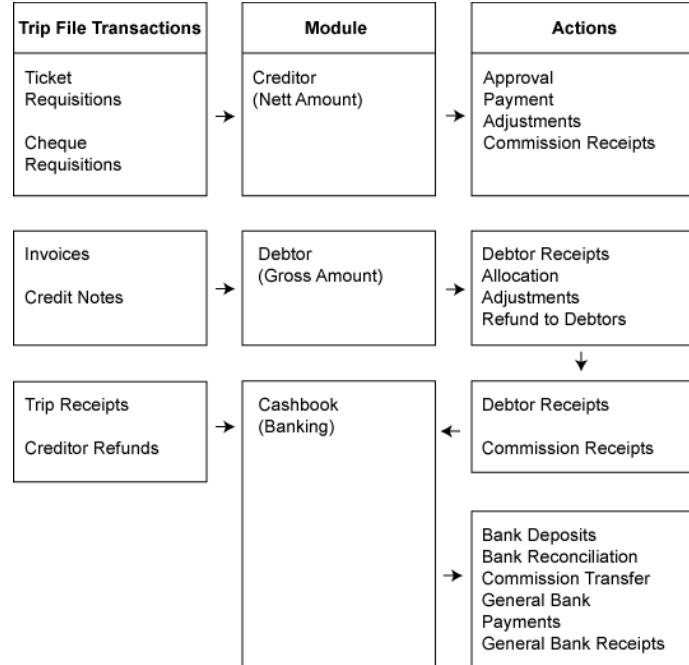 Trip File Transactions
Module
Actions
Ticket
Requisitions
Cheque
Requisitions
Creditor
(Nett Amount)
Approval
Payment
Adjustments
Commission Receipts
Invoices
Credit Notes
Debtor
(Gross Amount)
Debtor Receipts
Allocation
Adjustments
Refund to Debtors
Trip Receipts
Creditor Refunds
Cashbook
(Banking)
Debtor Receipts
Commission Receipts
Bank Deposits
Bank Reconciliation
Commission Transfer
General Bank
Payments
General Bank Receipts